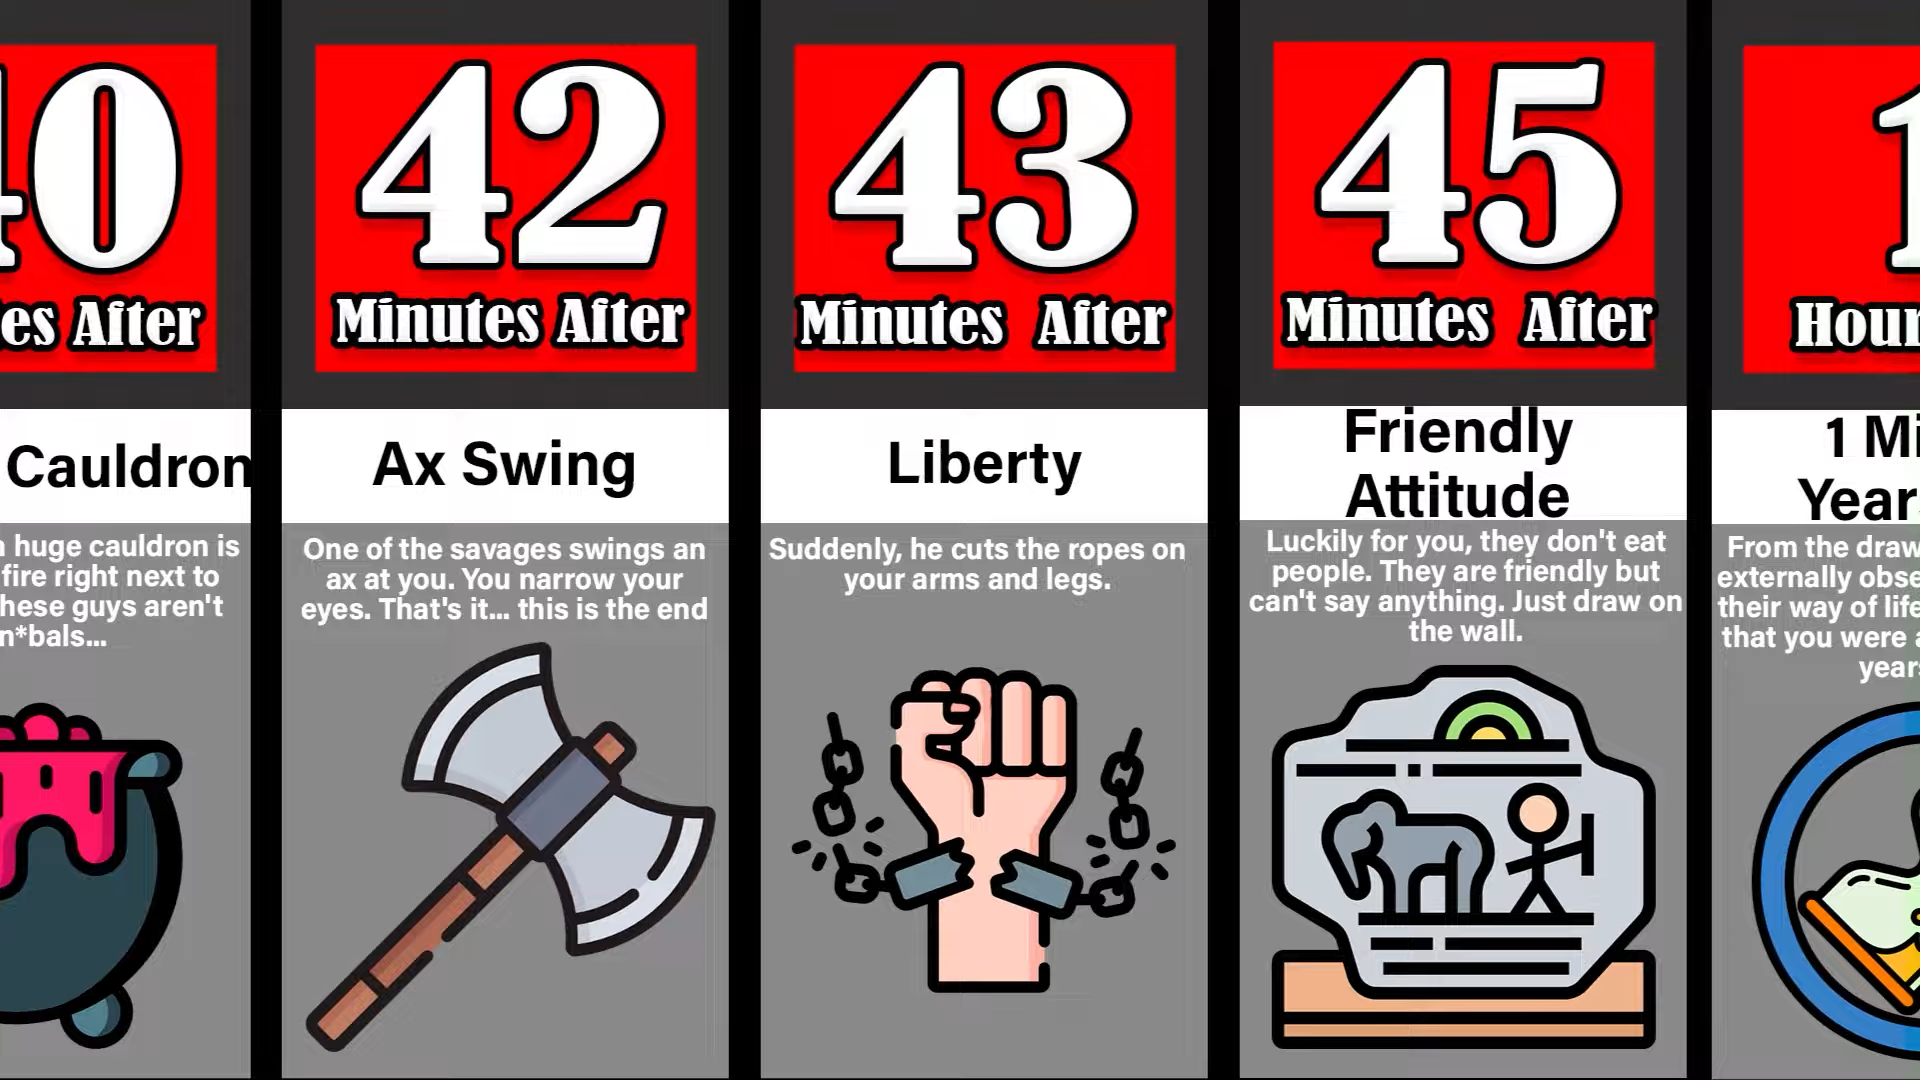 40
es After
Cauldron
huge cauldron is
fire right next to
hese guys aren't
n*bals...
42
Minutes After
Ax Swing
One of the savages swings an
ax at you. You narrow your
eyes. That's it... this is the end
43
Minutes After
Liberty
Suddenly, he cuts the ropes on
your arms and legs.
45
Minutes After
Friendly
Attitude
Luckily for you, they don't eat
people. They are friendly but
can't say anything. Just draw on
the wall.
1
Hour
1 Mi
Year
From the draw
externally obse
their way of life
that you were a
year